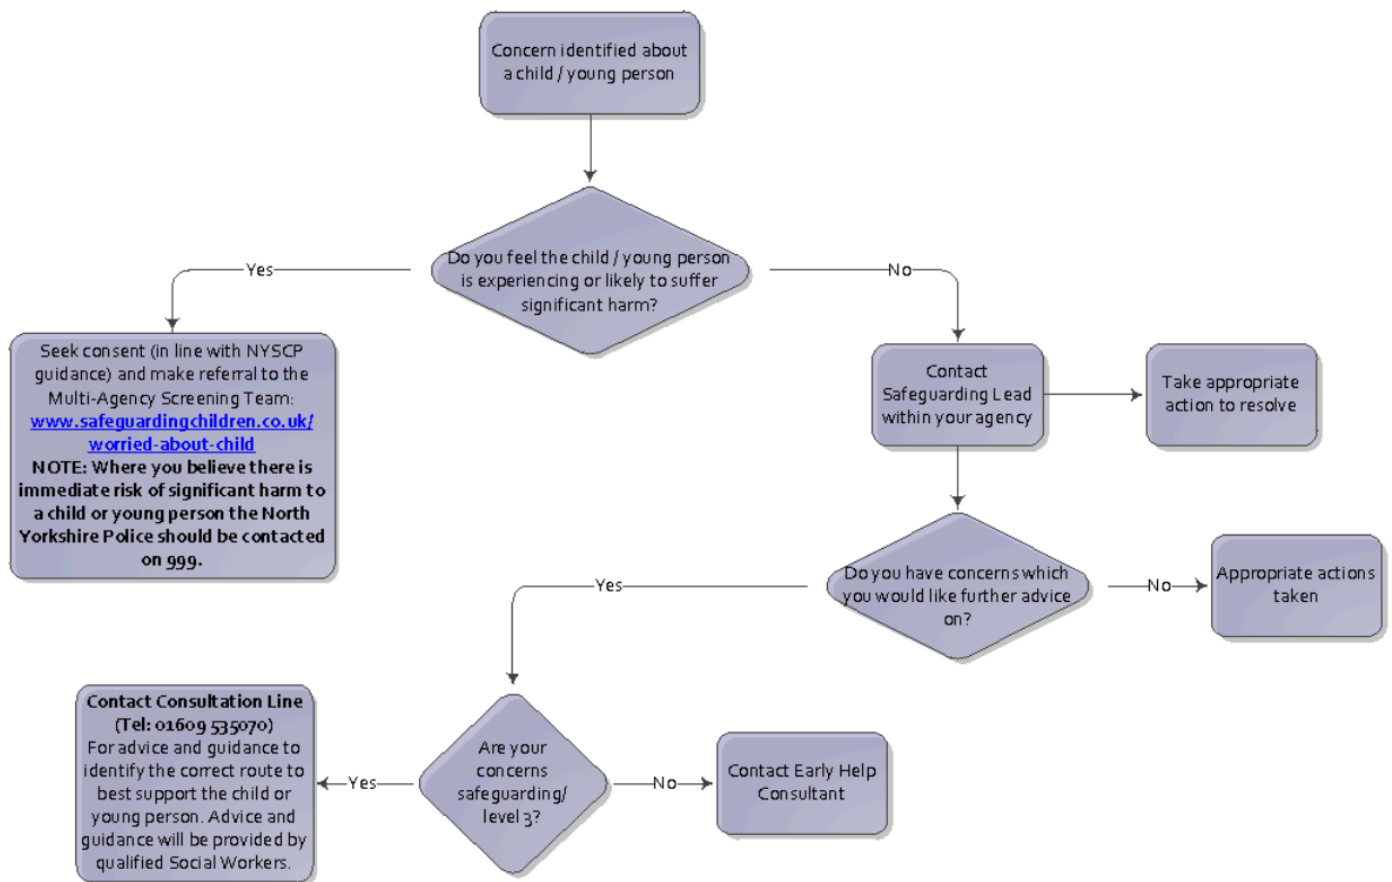 Concern identified about
a child / young person
Do you feel the child / young person
is experiencing or likely to suffer
significant harm?
Yes
No
Seek consent (in line with NYSCP
guidance) and make referral to the
Multi-Agency Screening Team:
www.safeguardingchildren.co.uk/
worried-about-child
NOTE: Where you believe there is
immediate risk of significant harm to
a child or young person the North
Yorkshire Police should be contacted
on 999.
Contact
Safeguarding Lead
within your agency
Take appropriate
action to resolve
Do you have concerns which
you would like further advice
on?
Yes
No
Appropriate actions
taken
Are your
concerns
safeguarding/
level 3?
Yes
No
Contact Consultation Line
(Tel: 01609 535070)
For advice and guidance to
identify the correct route to
best support the child or
young person. Advice and
guidance will be provided by
qualified Social Workers.
Contact Early Help
Consultant